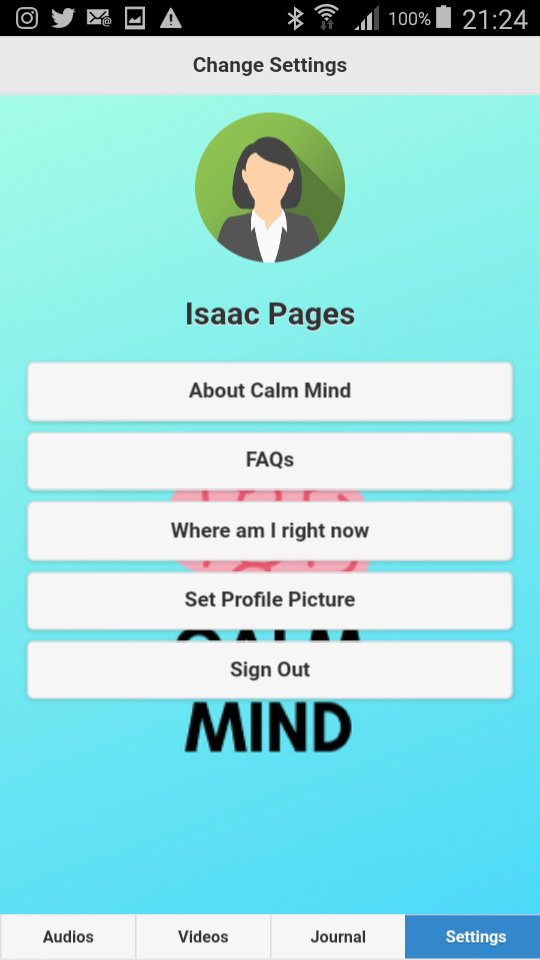 100% 21:24
Change Settings
Isaac Pages
About Calm Mind
FAQs
Where am I right now
Set Profile Picture
CALM
Sign Out
MIND
Audios Videos Journal Settings